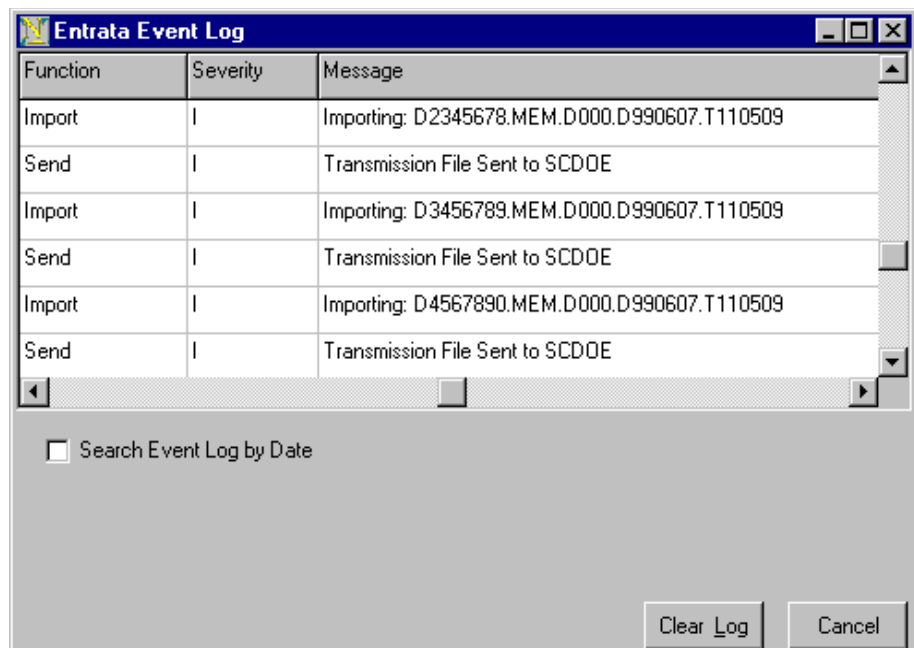 Entrata Event Log
Function Severity Message
Import I Importing: D2345678.MEM.D000.D990607.T110509
Send I Transmission File Sent to SCDOE
Import I Importing: D3456789.MEM.D000.D990607.T110509
Send I Transmission File Sent to SCDOE
Import I Importing: D4567890.MEM.D000.D990607.T110509
Send I Transmission File Sent to SCDOE
Search Event Log by Date
Clear Log Cancel